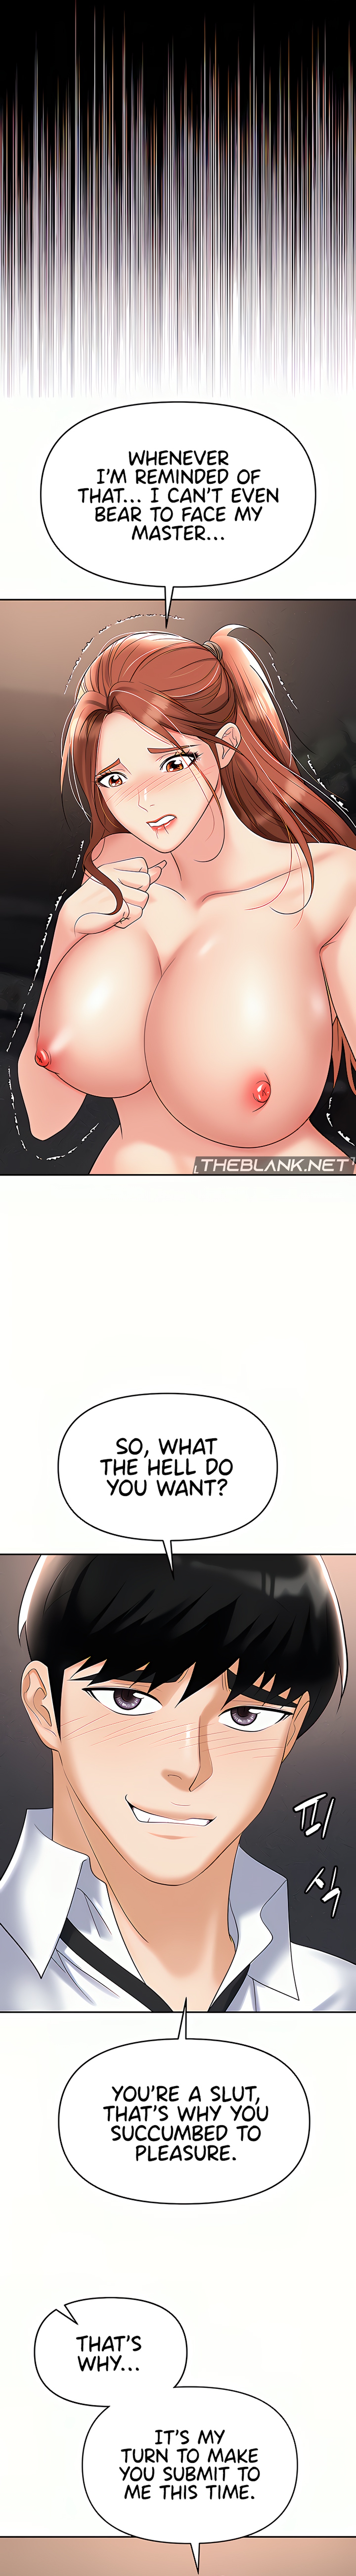 WHENEVER
I'M REMINDED OF
THAT... I CAN'T EVEN
BEAR TO FACE MY
MASTER...
THEBLANK.NET
SO, WHAT
THE HELL DO
YOU WANT?
피
식
YOU'RE A SLUT,
THAT'S WHY YOU
SUCCUMBED TO
PLEASURE.
THAT'S
WHY...
IT'S MY
TURN TO MAKE
YOU SUBMIT TO
ME THIS TIME.